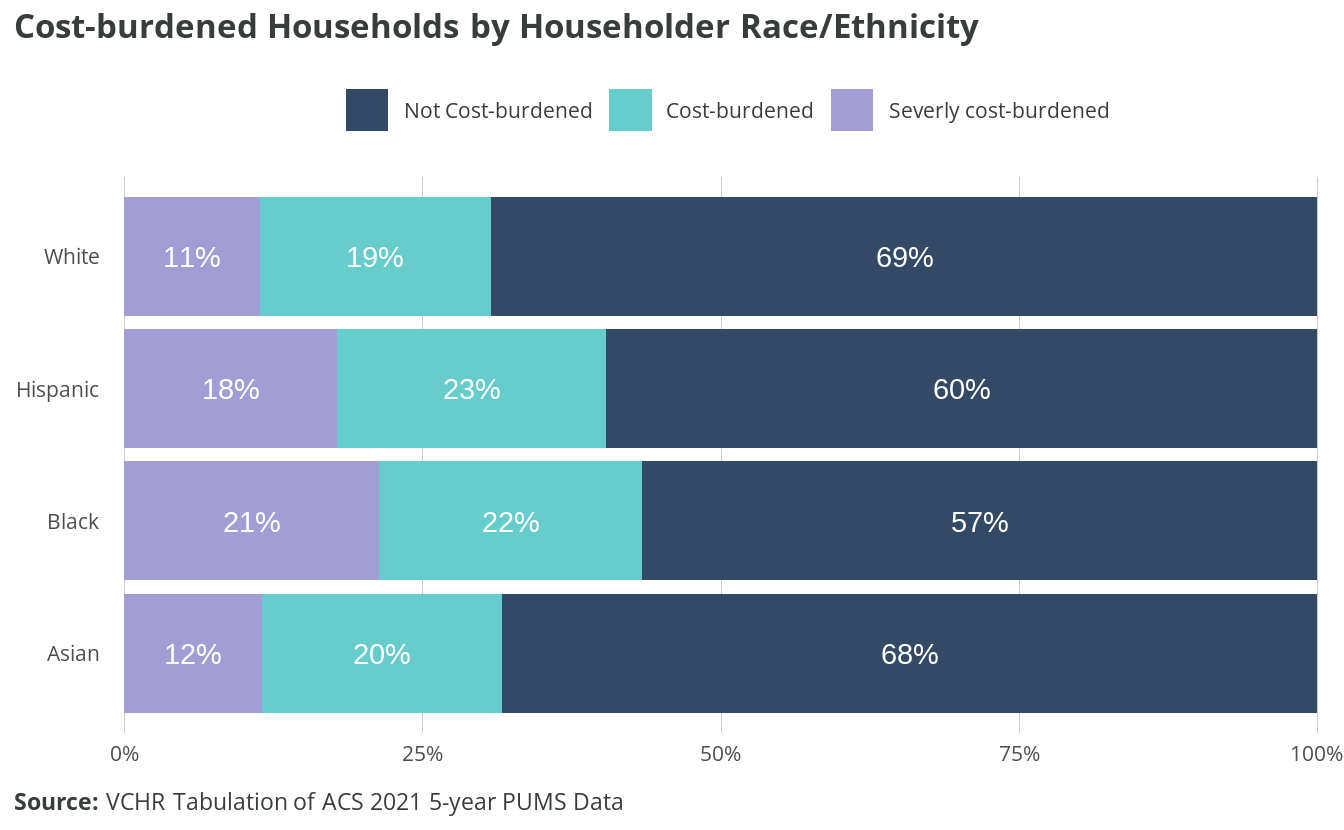 Cost-burdened Households by Householder Race/Ethnicity
Not Cost-burdened Cost-burdened Severly cost-burdened
White 11% 19% 69%
Hispanic 18% 23% 60%
Black 21% 22% 57%
Asian 12% 20% 68%
0% 25% 50% 75% 100%
Source: VCHR Tabulation of ACS 2021 5-year PUMS Data